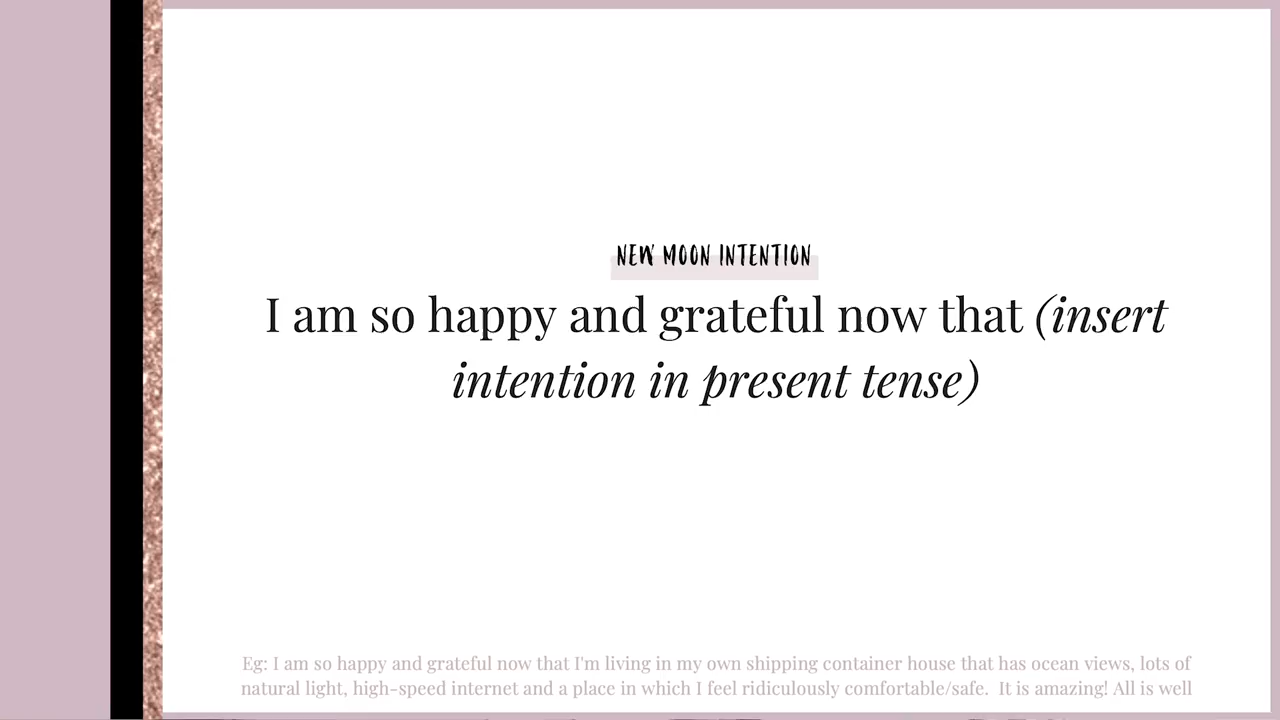 NEW MOON INTENTION
I am so happy and grateful now that (insert
intention in present tense)
Eg: I am so happy and grateful now that I'm living in my own shipping container house that has ocean views, lots of
natural light, high-speed internet and a place in which I feel ridiculously comfortable/safe.  It is amazing! All is well